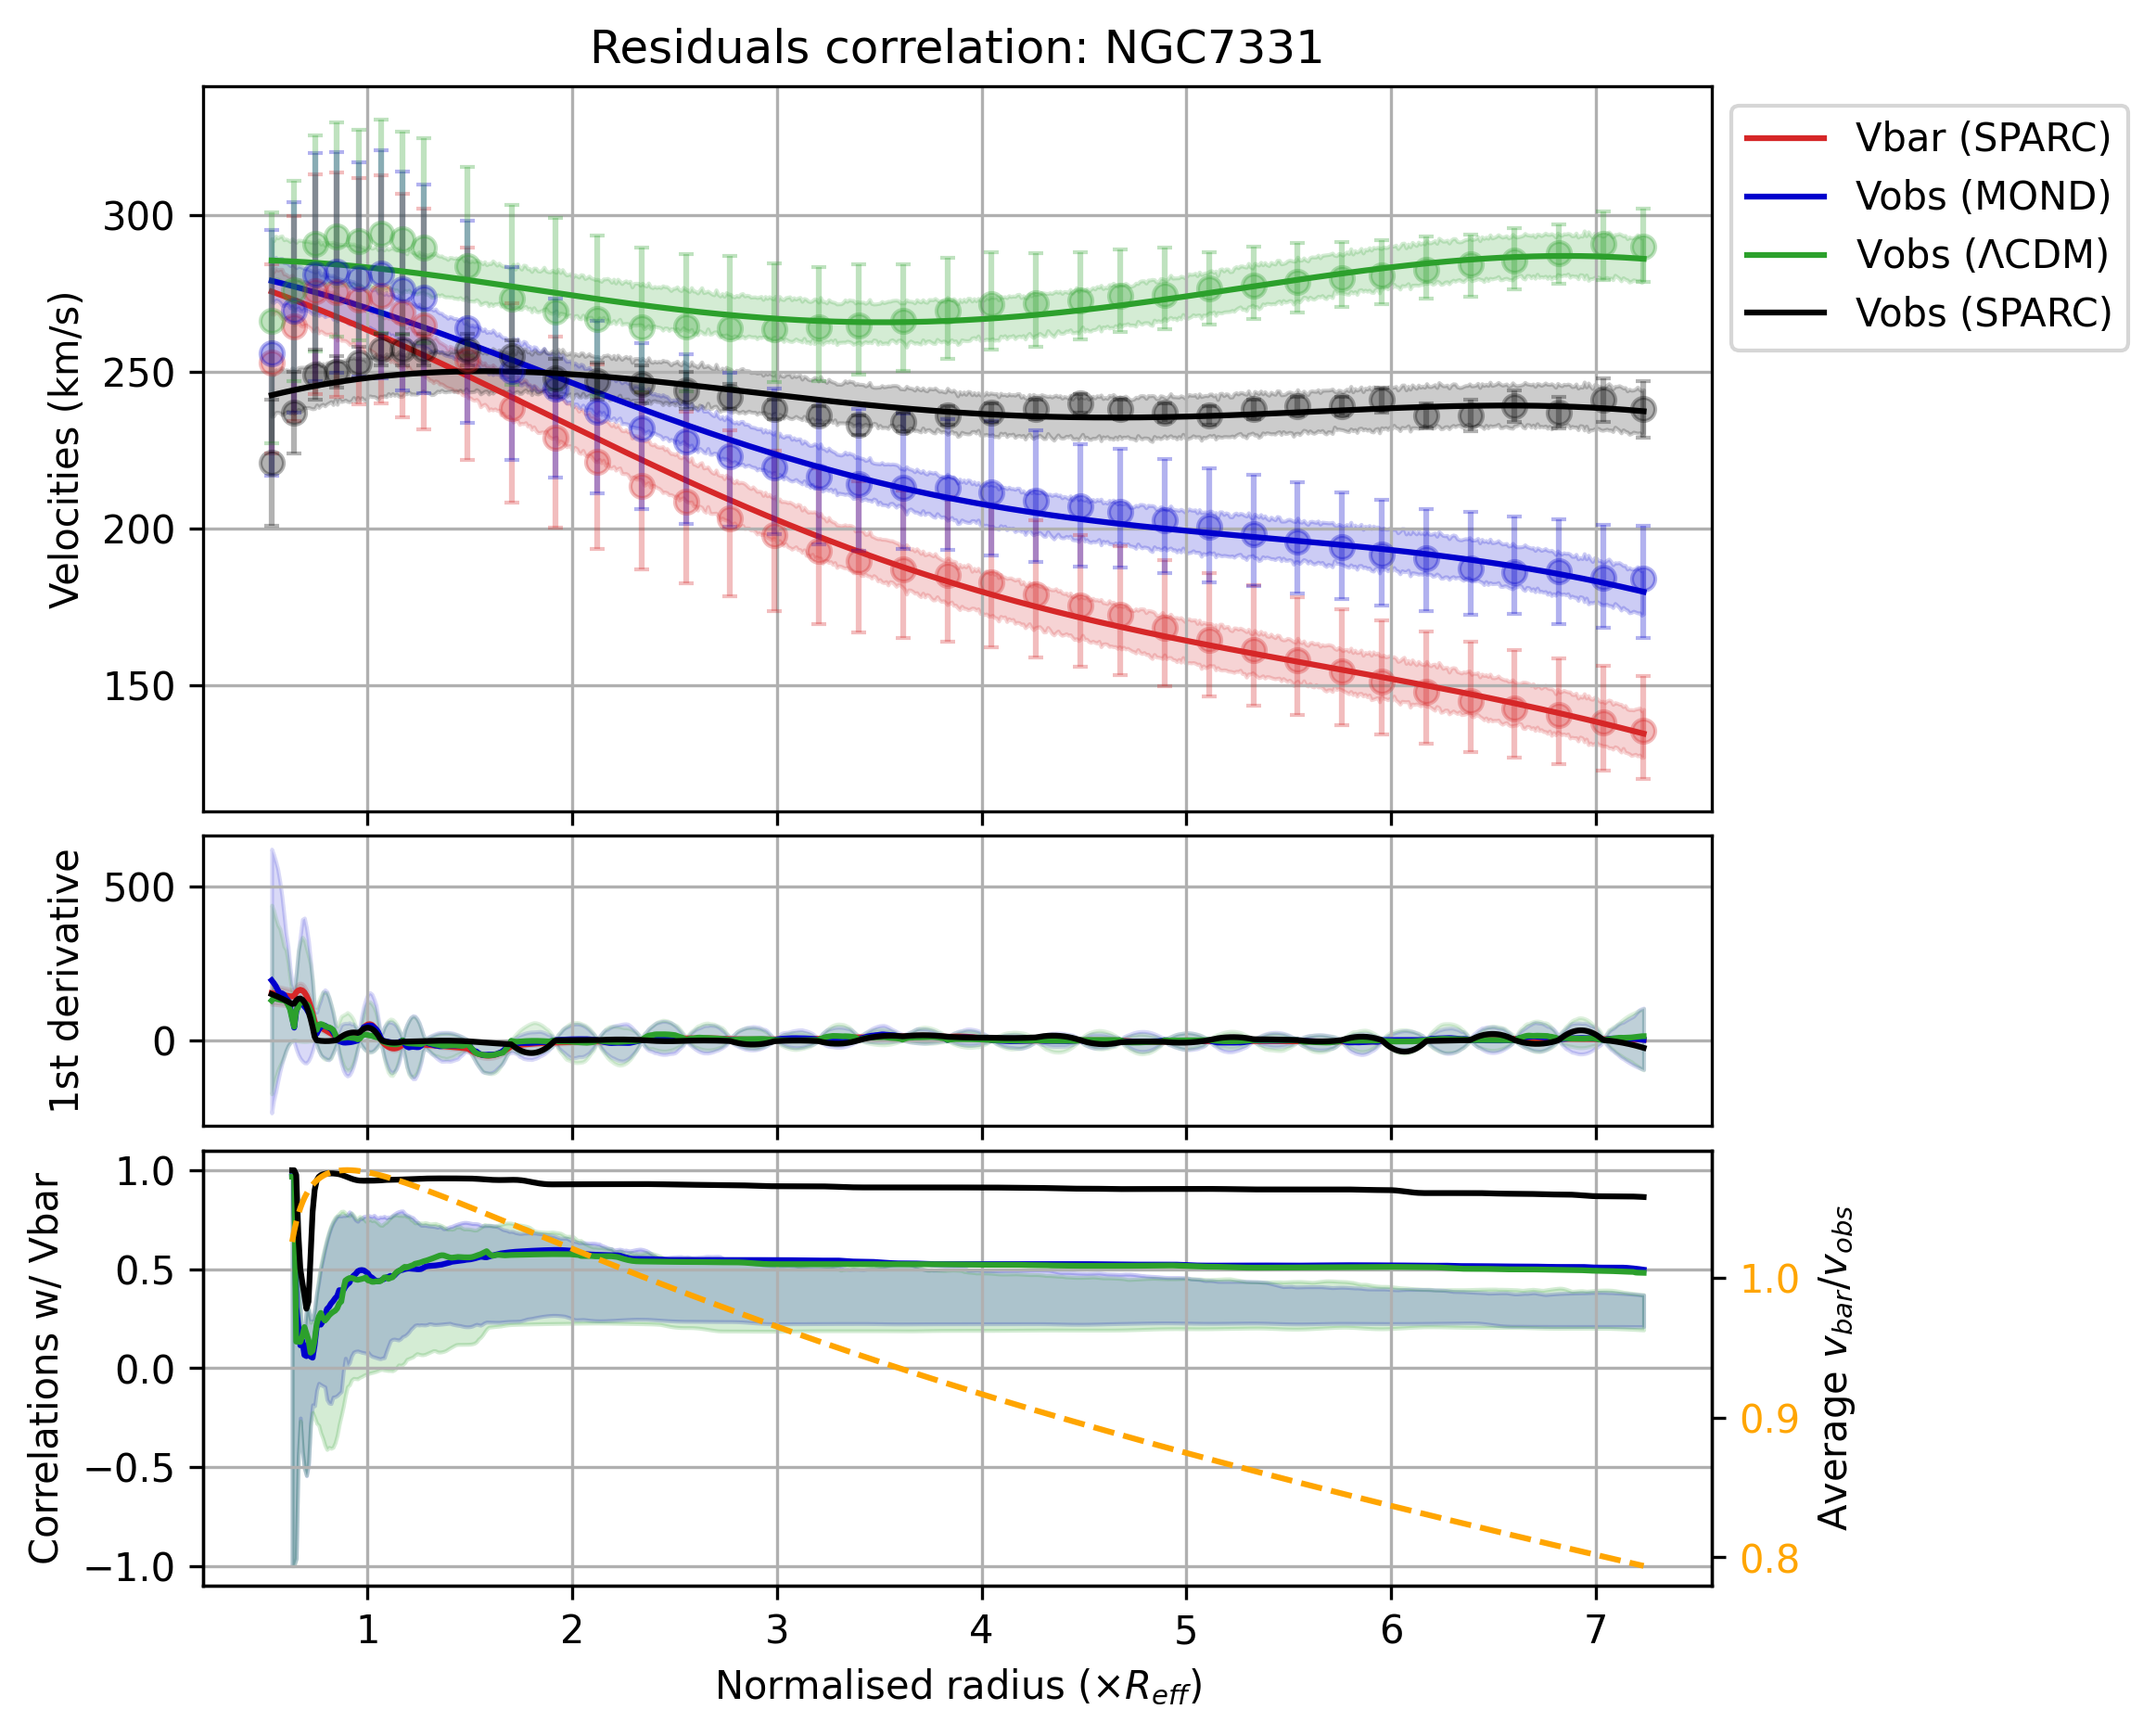 Residuals correlation: NGC7331
Velocities (km/s)
300
250
200
150
Vbar (SPARC)
Vobs (MOND)
Vobs (ΛCDM)
Vobs (SPARC)
1st derivative
500
0
Correlations w/ Vbar
1.0
0.5
0.0
−0.5
−1.0
1.0
0.9
0.8
Average v_bar/v_obs
1 2 3 4 5 6 7
Normalised radius (×R_eff)